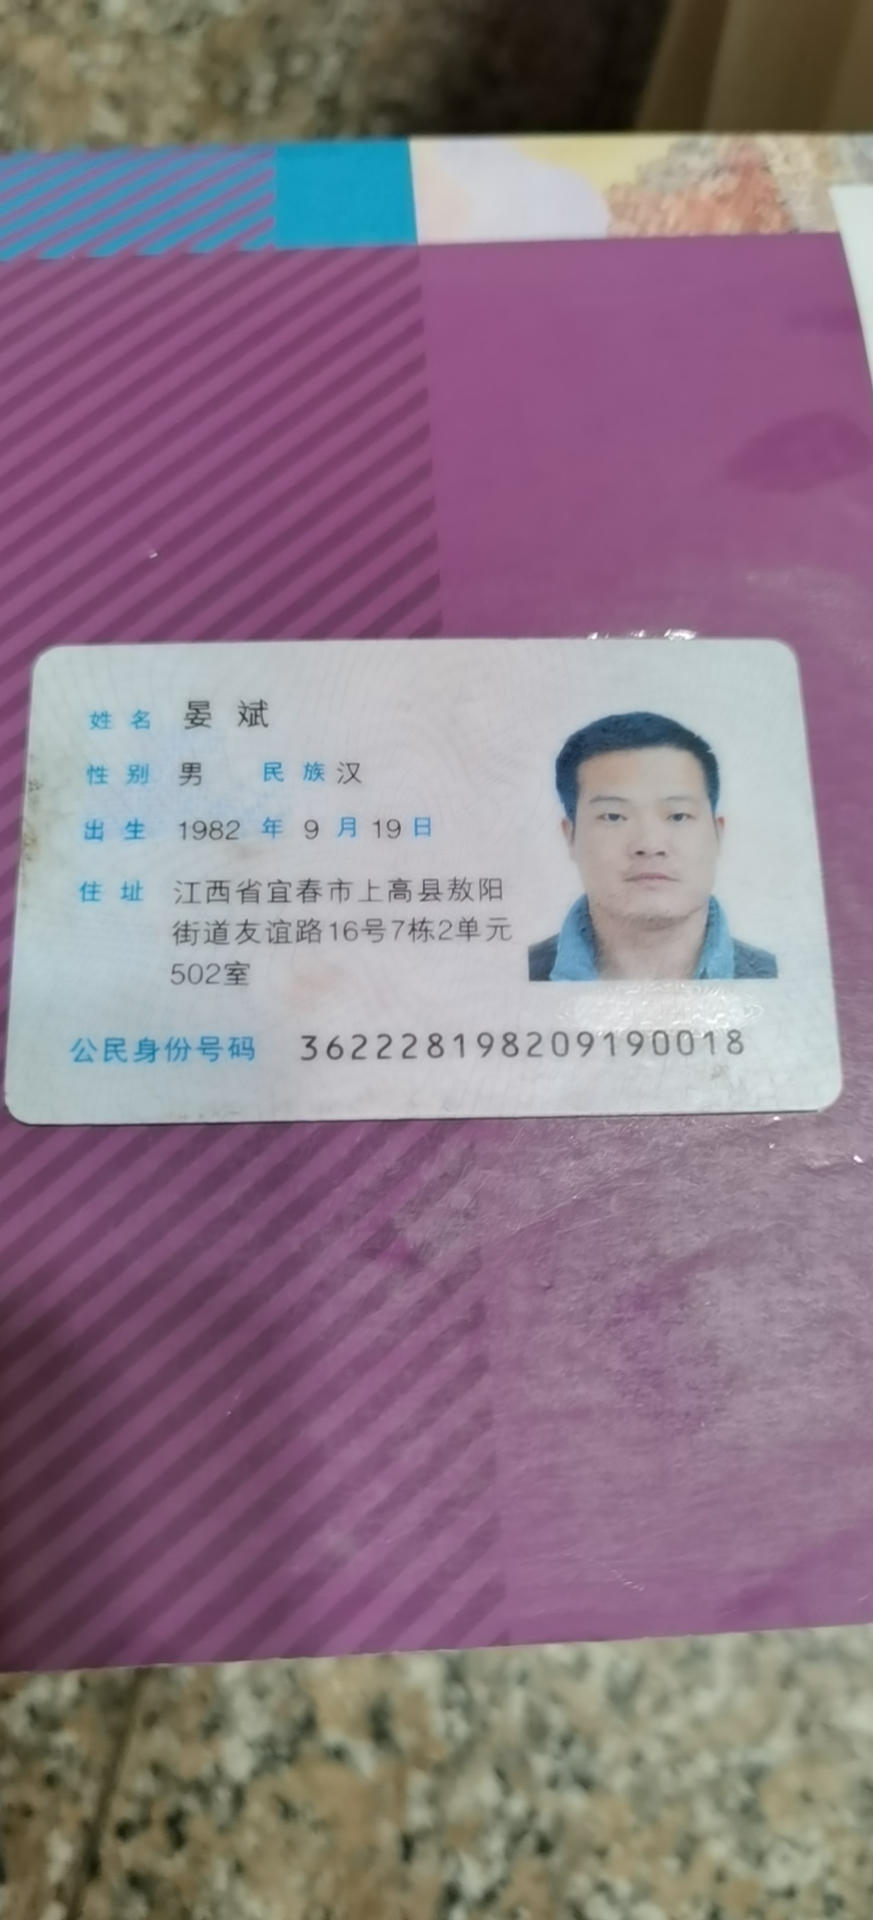 姓名 晏斌
性别 男 民族 汉
出生 1982 年 9 月 19 日
住址 江西省宜春市上高县敖阳
街道友谊路16号7栋2单元
502室
公民身份号码 362228198209190018